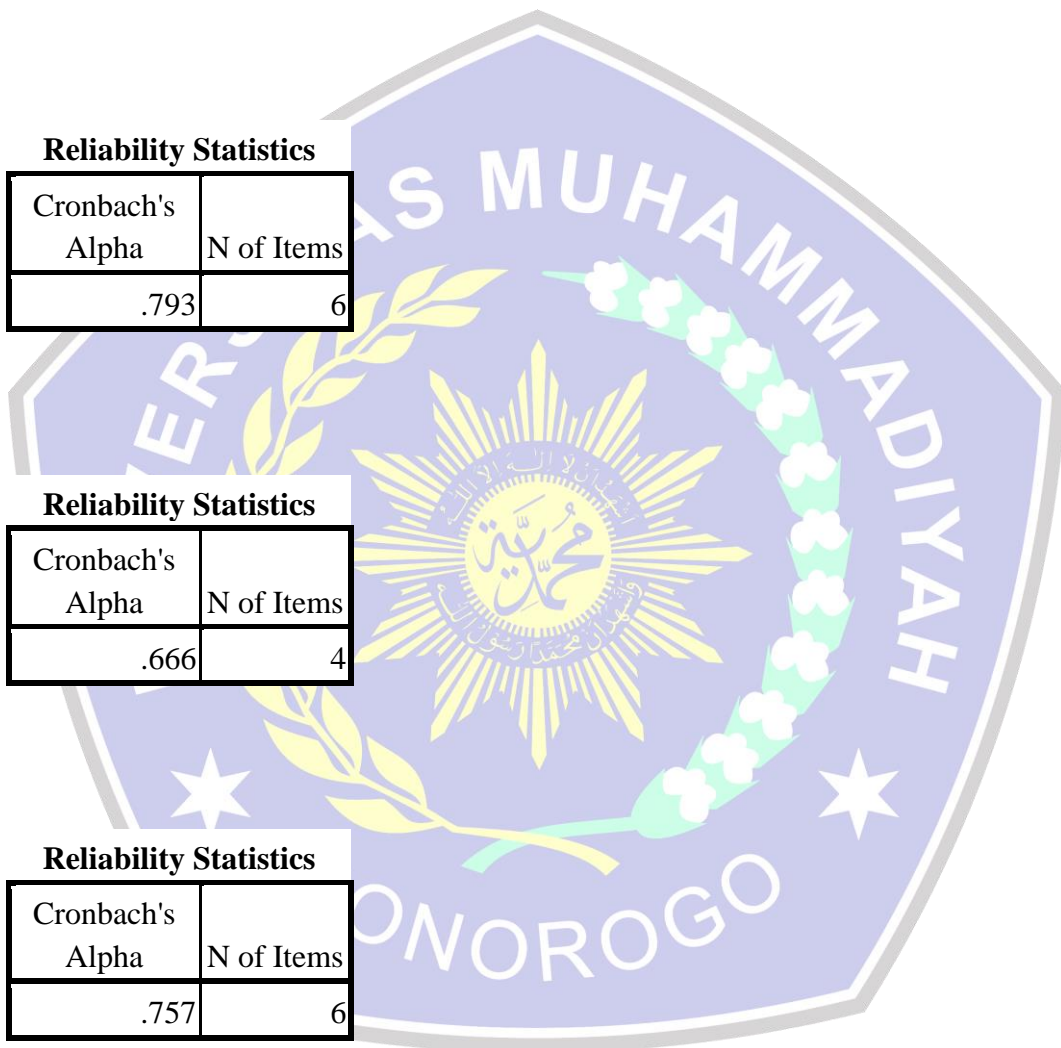 Reliability Statistics
Cronbach's
Alpha
N of Items
.793 6
Reliability Statistics
Cronbach's
Alpha
N of Items
.666 4
Reliability Statistics
Cronbach's
Alpha
N of Items
.757 6
S MUHAMMADIYAH
ONOROGO
محمدية